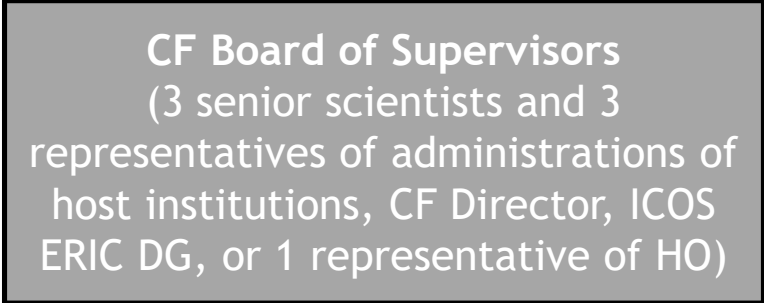 CF Board of Supervisors
(3 senior scientists and 3
representatives of administrations of
host institutions, CF Director, ICOS
ERIC DG, or 1 representative of HO)